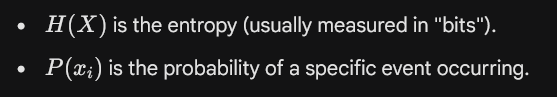 • H(X) is the entropy (usually measured in "bits").
• P(xᵢ) is the probability of a specific event occurring.